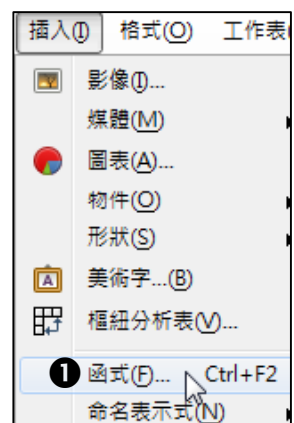 插入(I) 格式(O) 工作表(
影像(I)...
媒體(M)
圖表(A)...
物件(O)
形狀(S)
美術字...(B)
樞紐分析表(V)...
❶ 函式(F)... Ctrl+F2
命名表示式(N)